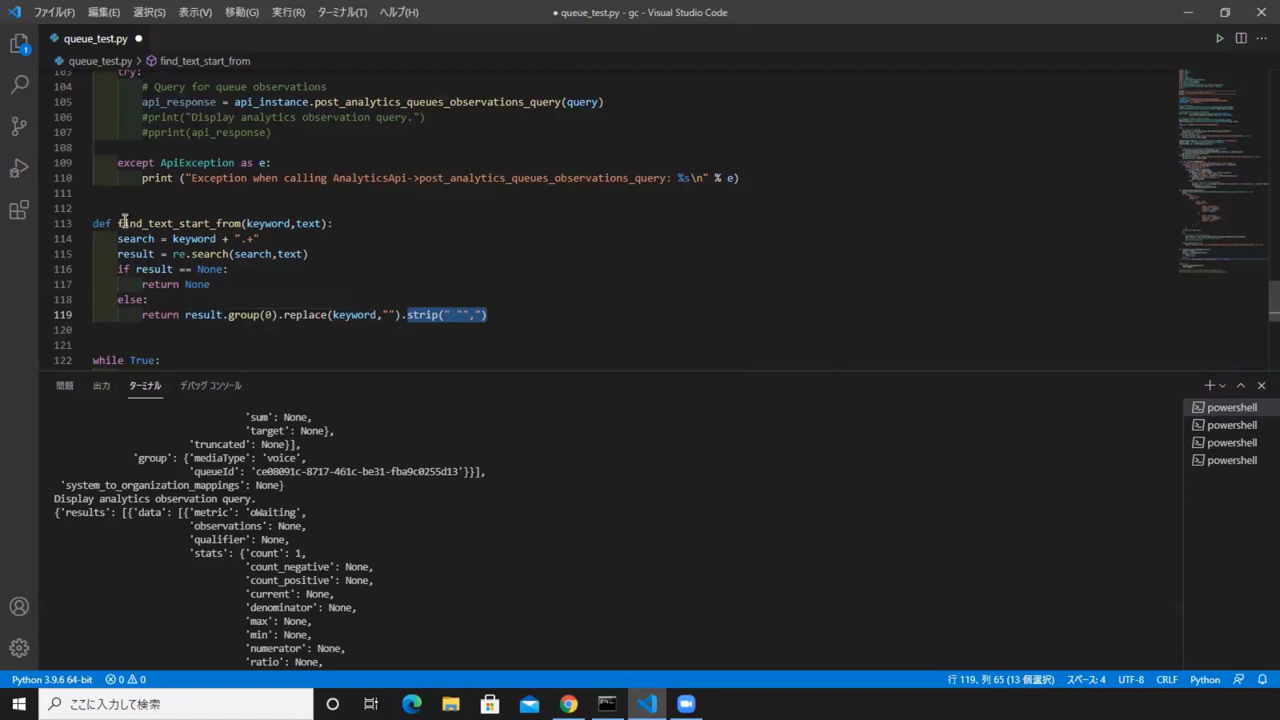 ファイル(F) 編集(E) 選択(S) 表示(V) 移動(G) 実行(R) ターミナル(T) ヘルプ(H)
● queue_test.py - gc - Visual Studio Code
queue_test.py ●
queue_test.py > find_text_start_from
103 try:
104 # Query for queue observations
105 api_response = api_instance.post_analytics_queues_observations_query(query)
106 #print("Display analytics observation query.")
107 #pprint(api_response)
108
109 except ApiException as e:
110 print ("Exception when calling AnalyticsApi->post_analytics_queues_observations_query: %s\n" % e)
111
112
113 def find_text_start_from(keyword,text):
114 search = keyword + ".+"
115 result = re.search(search,text)
116 if result == None:
117 return None
118 else:
119 return result.group(0).replace(keyword,"").strip(" "",")
120
121
122 while True:
問題 出力 ターミナル デバッグ コンソール
'sum': None,
'target': None},
'truncated': None}],
'group': {'mediaType': 'voice',
'queueId': 'ce08091c-8717-461c-be31-fba9c0255d13'}}],
'system_to_organization_mappings': None}
Display analytics observation query.
{'results': [{'data': [{'metric': 'oWaiting',
'observations': None,
'qualifier': None,
'stats': {'count': 1,
'count_negative': None,
'count_positive': None,
'current': None,
'denominator': None,
'max': None,
'min': None,
'numerator': None,
'ratio': None,
powershell
powershell
powershell
powershell
1
Python 3.9.6 64-bit 0 0 行 119、列 65 (13 個選択) スペース: 4 UTF-8 CRLF Python
ここに入力して検索